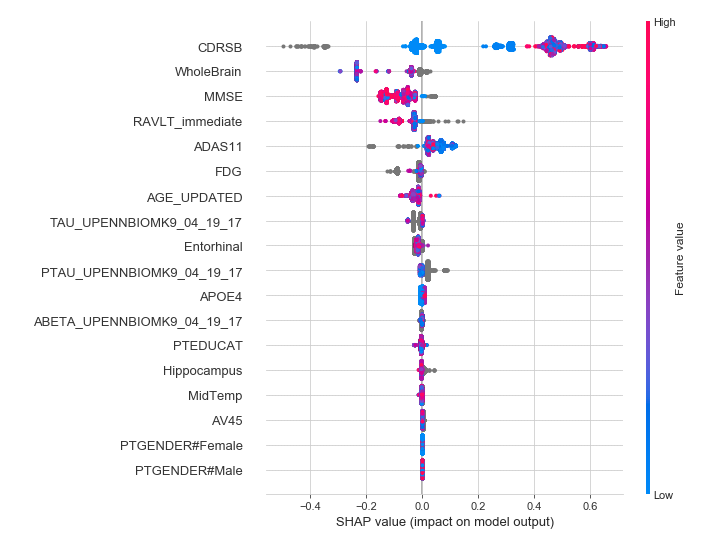 High
CDRSB
WholeBrain
MMSE
RAVLT_immediate
ADAS11
FDG
AGE_UPDATED
TAU_UPENNBIOMK9_04_19_17
Entorhinal
PTAU_UPENNBIOMK9_04_19_17
APOE4
ABETA_UPENNBIOMK9_04_19_17
PTEDUCAT
Hippocampus
MidTemp
AV45
PTGENDER#Female
PTGENDER#Male
Feature value
Low
−0.4 −0.2 0.0 0.2 0.4 0.6
SHAP value (impact on model output)